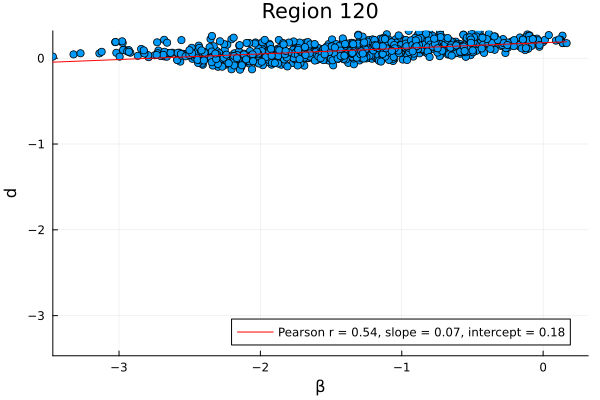 Region 120
0
−1
−2
−3
d
Pearson r = 0.54, slope = 0.07, intercept = 0.18
−3
−2
−1
0
β